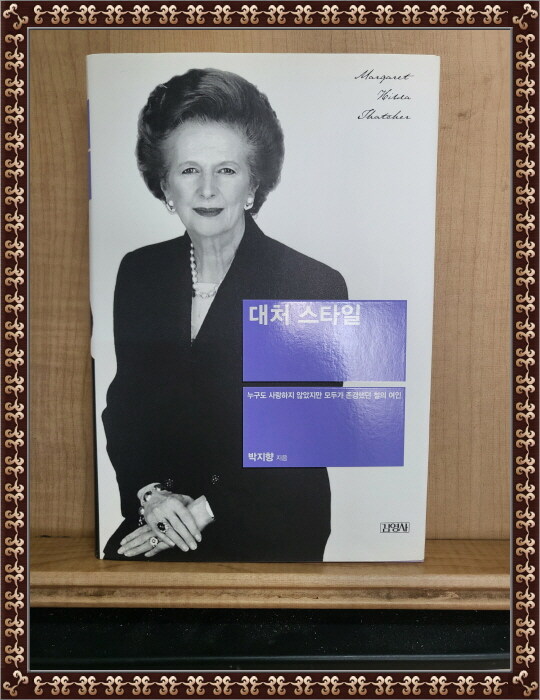 Margaret
Hilda
Thatcher
대처 스타일
누구도 사랑하지 않았지만 모두가 존경했던 철의 여인
박지향 지음
김영사